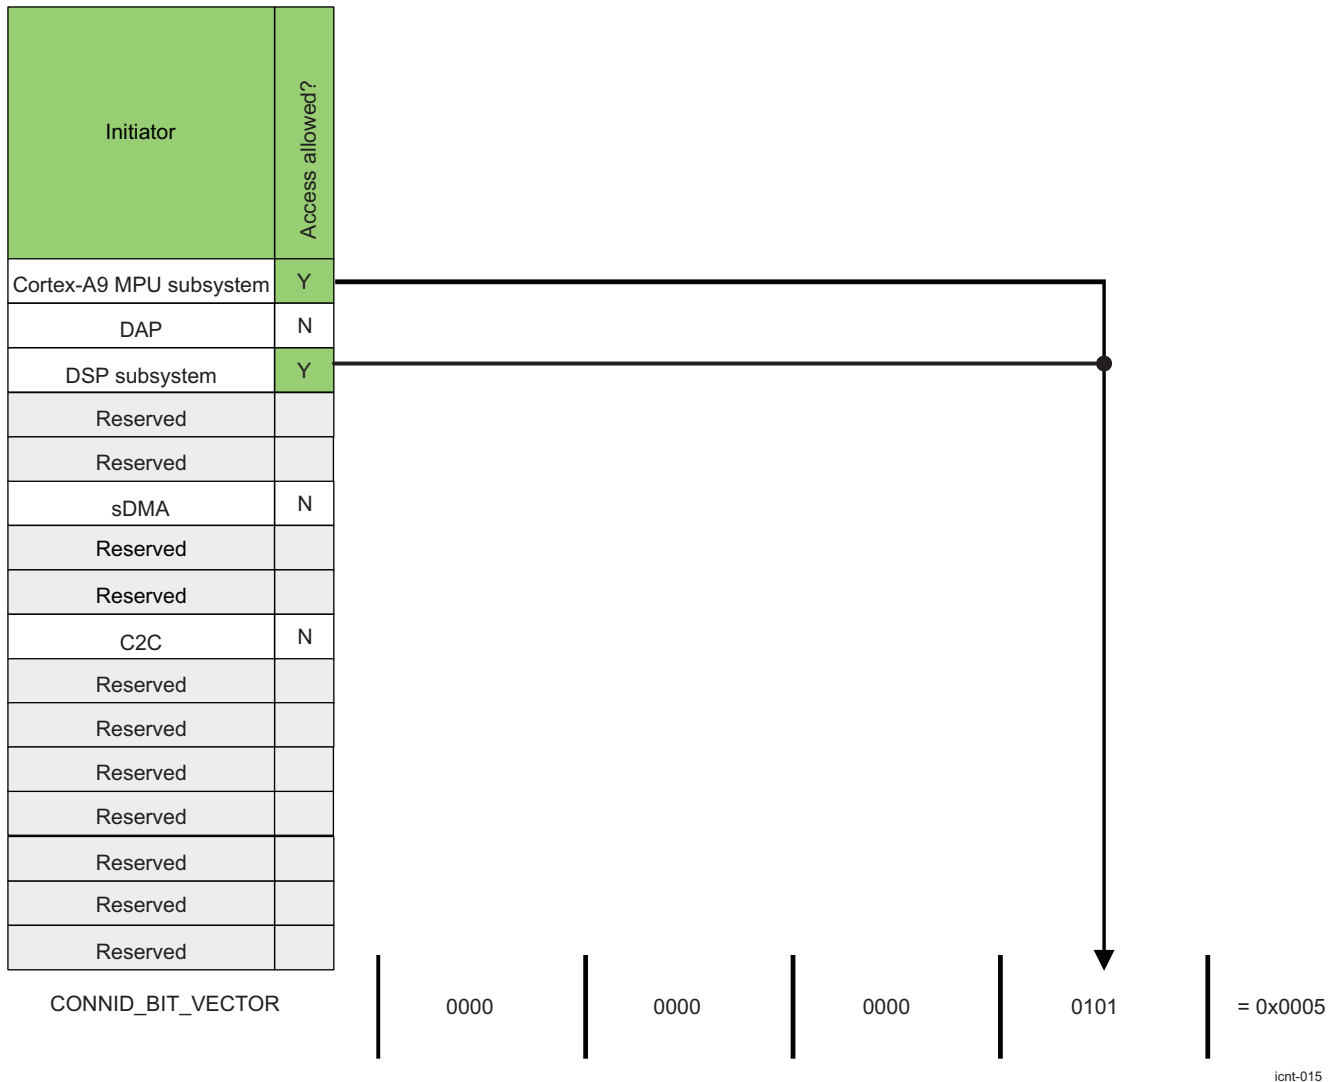 Initiator
Access allowed?
Cortex-A9 MPU subsystem Y
DAP N
DSP subsystem Y
Reserved
Reserved
sDMA N
Reserved
Reserved
C2C N
Reserved
Reserved
Reserved
Reserved
Reserved
Reserved
Reserved
CONNID_BIT_VECTOR 0000 0000 0000 0101 = 0x0005
icnt-015